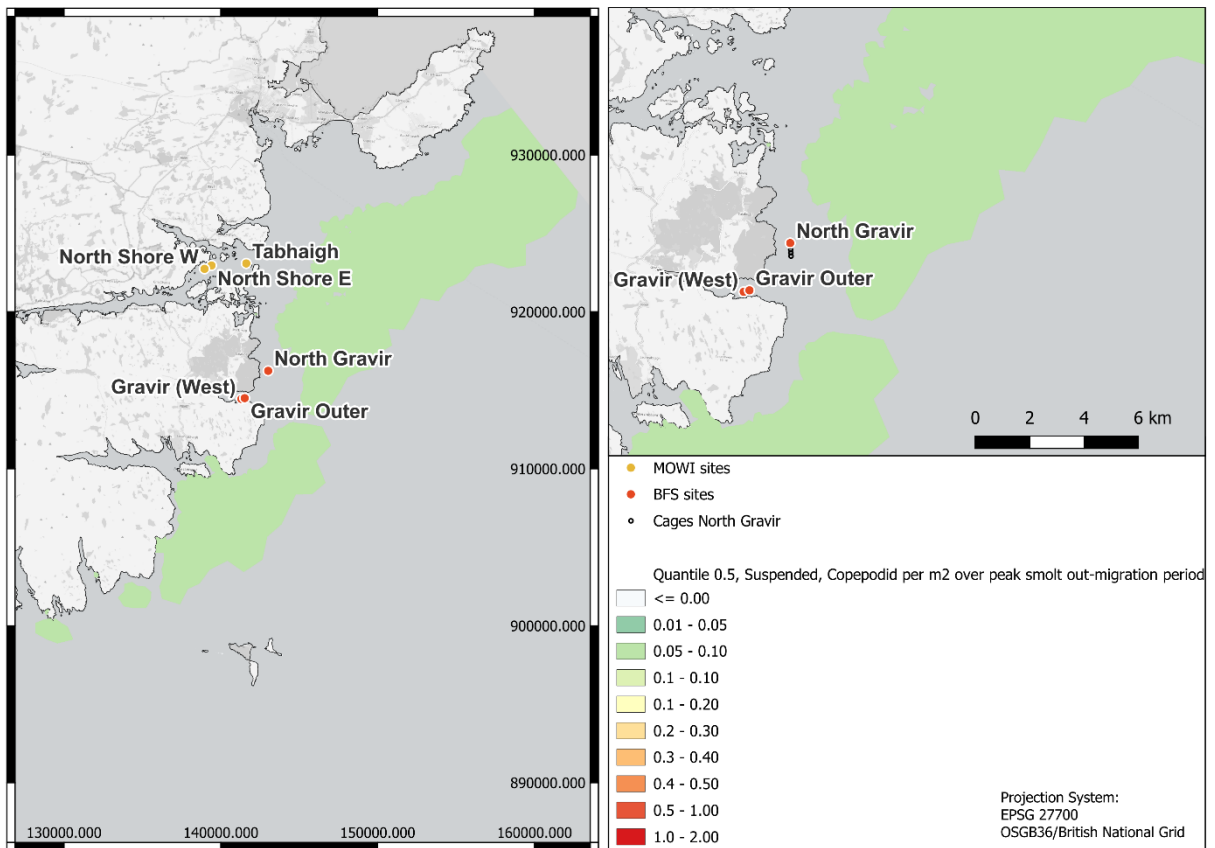 930000.000
North Shore W
Tabhaigh
North Shore E
920000.000
North Gravir
Gravir (West)
Gravir Outer
910000.000
900000.000
890000.000
130000.000
140000.000
150000.000
160000.000
North Gravir
Gravir (West)
Gravir Outer
0 2 4 6 km
MOWI sites
BFS sites
Cages North Gravir
Quantile 0.5, Suspended, Copepodid per m2 over peak smolt out-migration period
<= 0.00
0.01 - 0.05
0.05 - 0.10
0.1 - 0.10
0.1 - 0.20
0.2 - 0.30
0.3 - 0.40
0.4 - 0.50
0.5 - 1.00
1.0 - 2.00
Projection System:
EPSG 27700
OSGB36/British National Grid